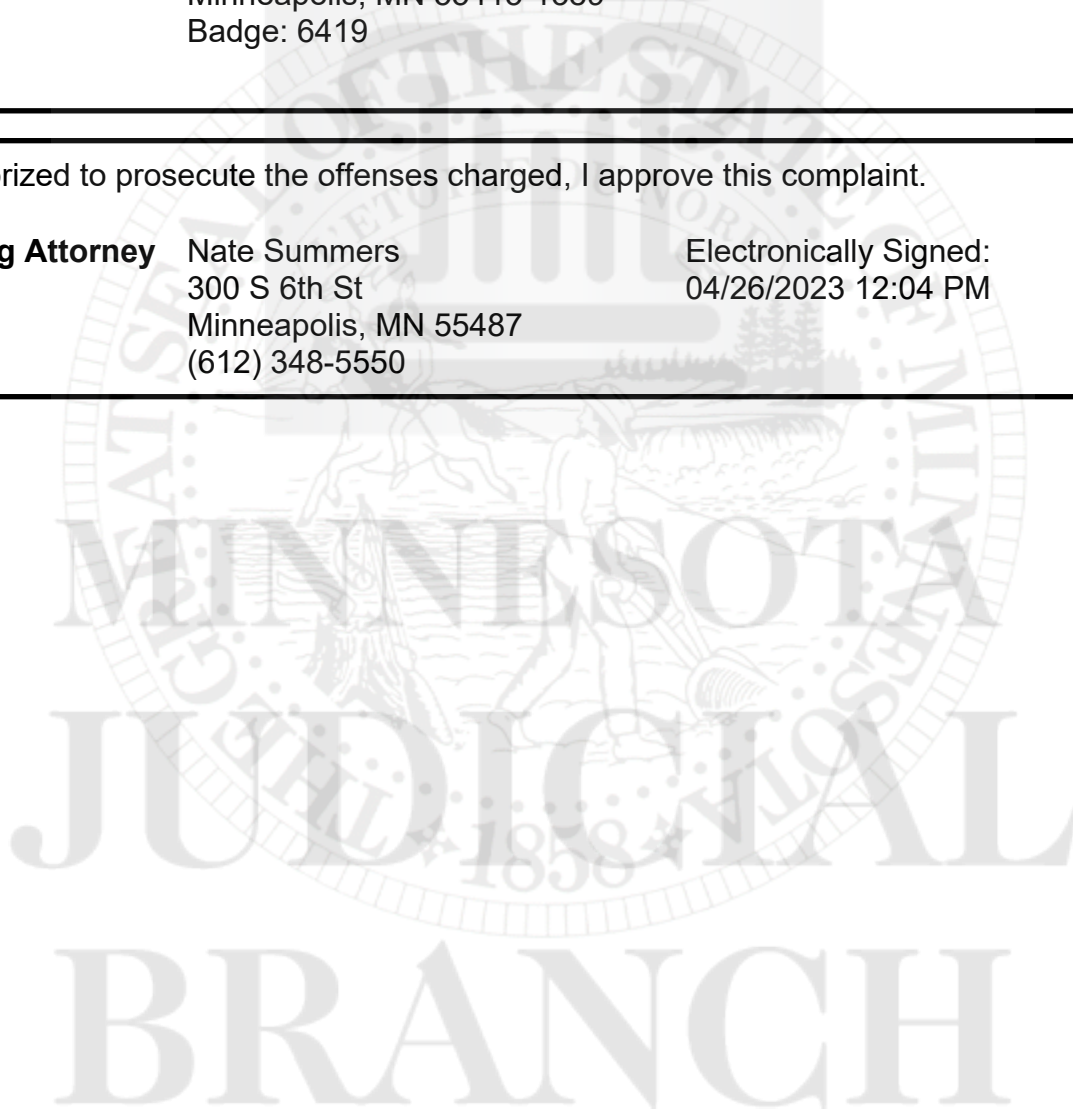 Badge: 6419
rized to prosecute the offenses charged, I approve this complaint.
g Attorney Nate Summers Electronically Signed:
300 S 6th St 04/26/2023 12:04 PM
Minneapolis, MN 55487
(612) 348-5550
MINNESOTA
JUDICIAL
1858
BRANCH